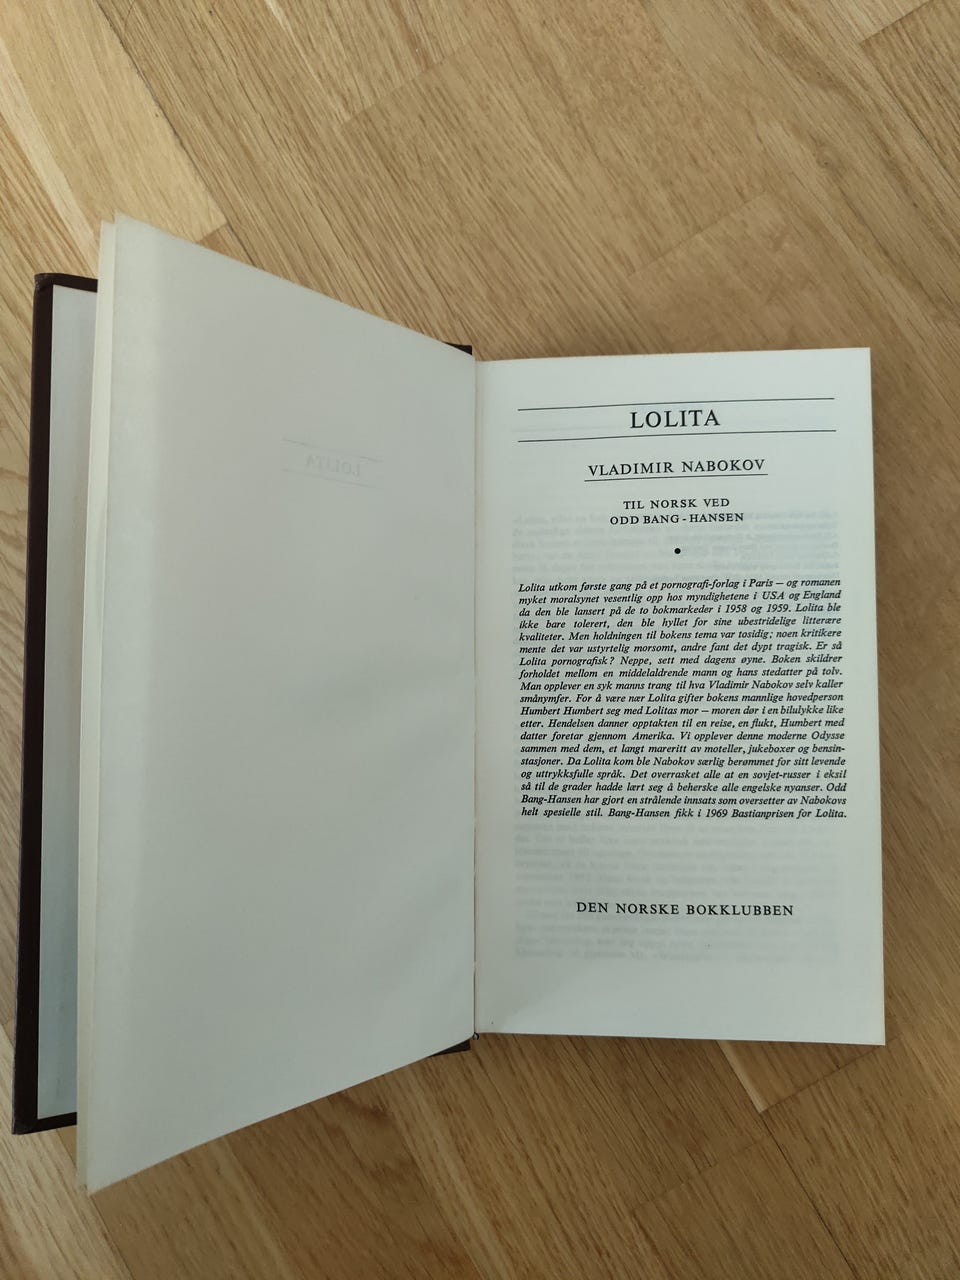 LOLITA
VLADIMIR NABOKOV
TIL NORSK VED
ODD BANG-HANSEN
•
Lolita utkom første gang på et pornografi-forlag i Paris — og romanen
myket moralsynet vesentlig opp hos myndighetene i USA og England
da den ble lansert på de to bokmarkeder i 1958 og 1959. Lolita ble
ikke bare tolerert, den ble hyllet for sine ubestridelige litterære
kvaliteter. Men holdningen til bokens tema var tosidig; noen kritikere
mente det var ustyrtelig morsomt, andre fant det dypt tragisk. Er så
Lolita pornografisk? Neppe, sett med dagens øyne. Boken skildrer
forholdet mellom en middelaldrende mann og hans stedatter på tolv.
Man opplever en syk manns trang til hva Vladimir Nabokov selv kaller
smånymfer. For å være nær Lolita gifter bokens mannlige hovedperson
Humbert Humbert seg med Lolitas mor — moren dør i en bilulykke like
etter. Hendelsen danner opptakten til en reise, en flukt, Humbert med
datter foretar gjennom Amerika. Vi opplever denne moderne Odysse
sammen med dem, et langt mareritt av moteller, jukeboxer og bensin-
stasjoner. Da Lolita kom ble Nabokov særlig berømmet for sitt levende
og uttrykksfulle språk. Det overrasket alle at en sovjet-russer i eksil
så til de grader hadde lært seg å beherske alle engelske nyanser. Odd
Bang-Hansen har gjort en strålende innsats som oversetter av Nabokovs
helt spesielle stil. Bang-Hansen fikk i 1969 Bastianprisen for Lolita.
DEN NORSKE BOKKLUBBEN